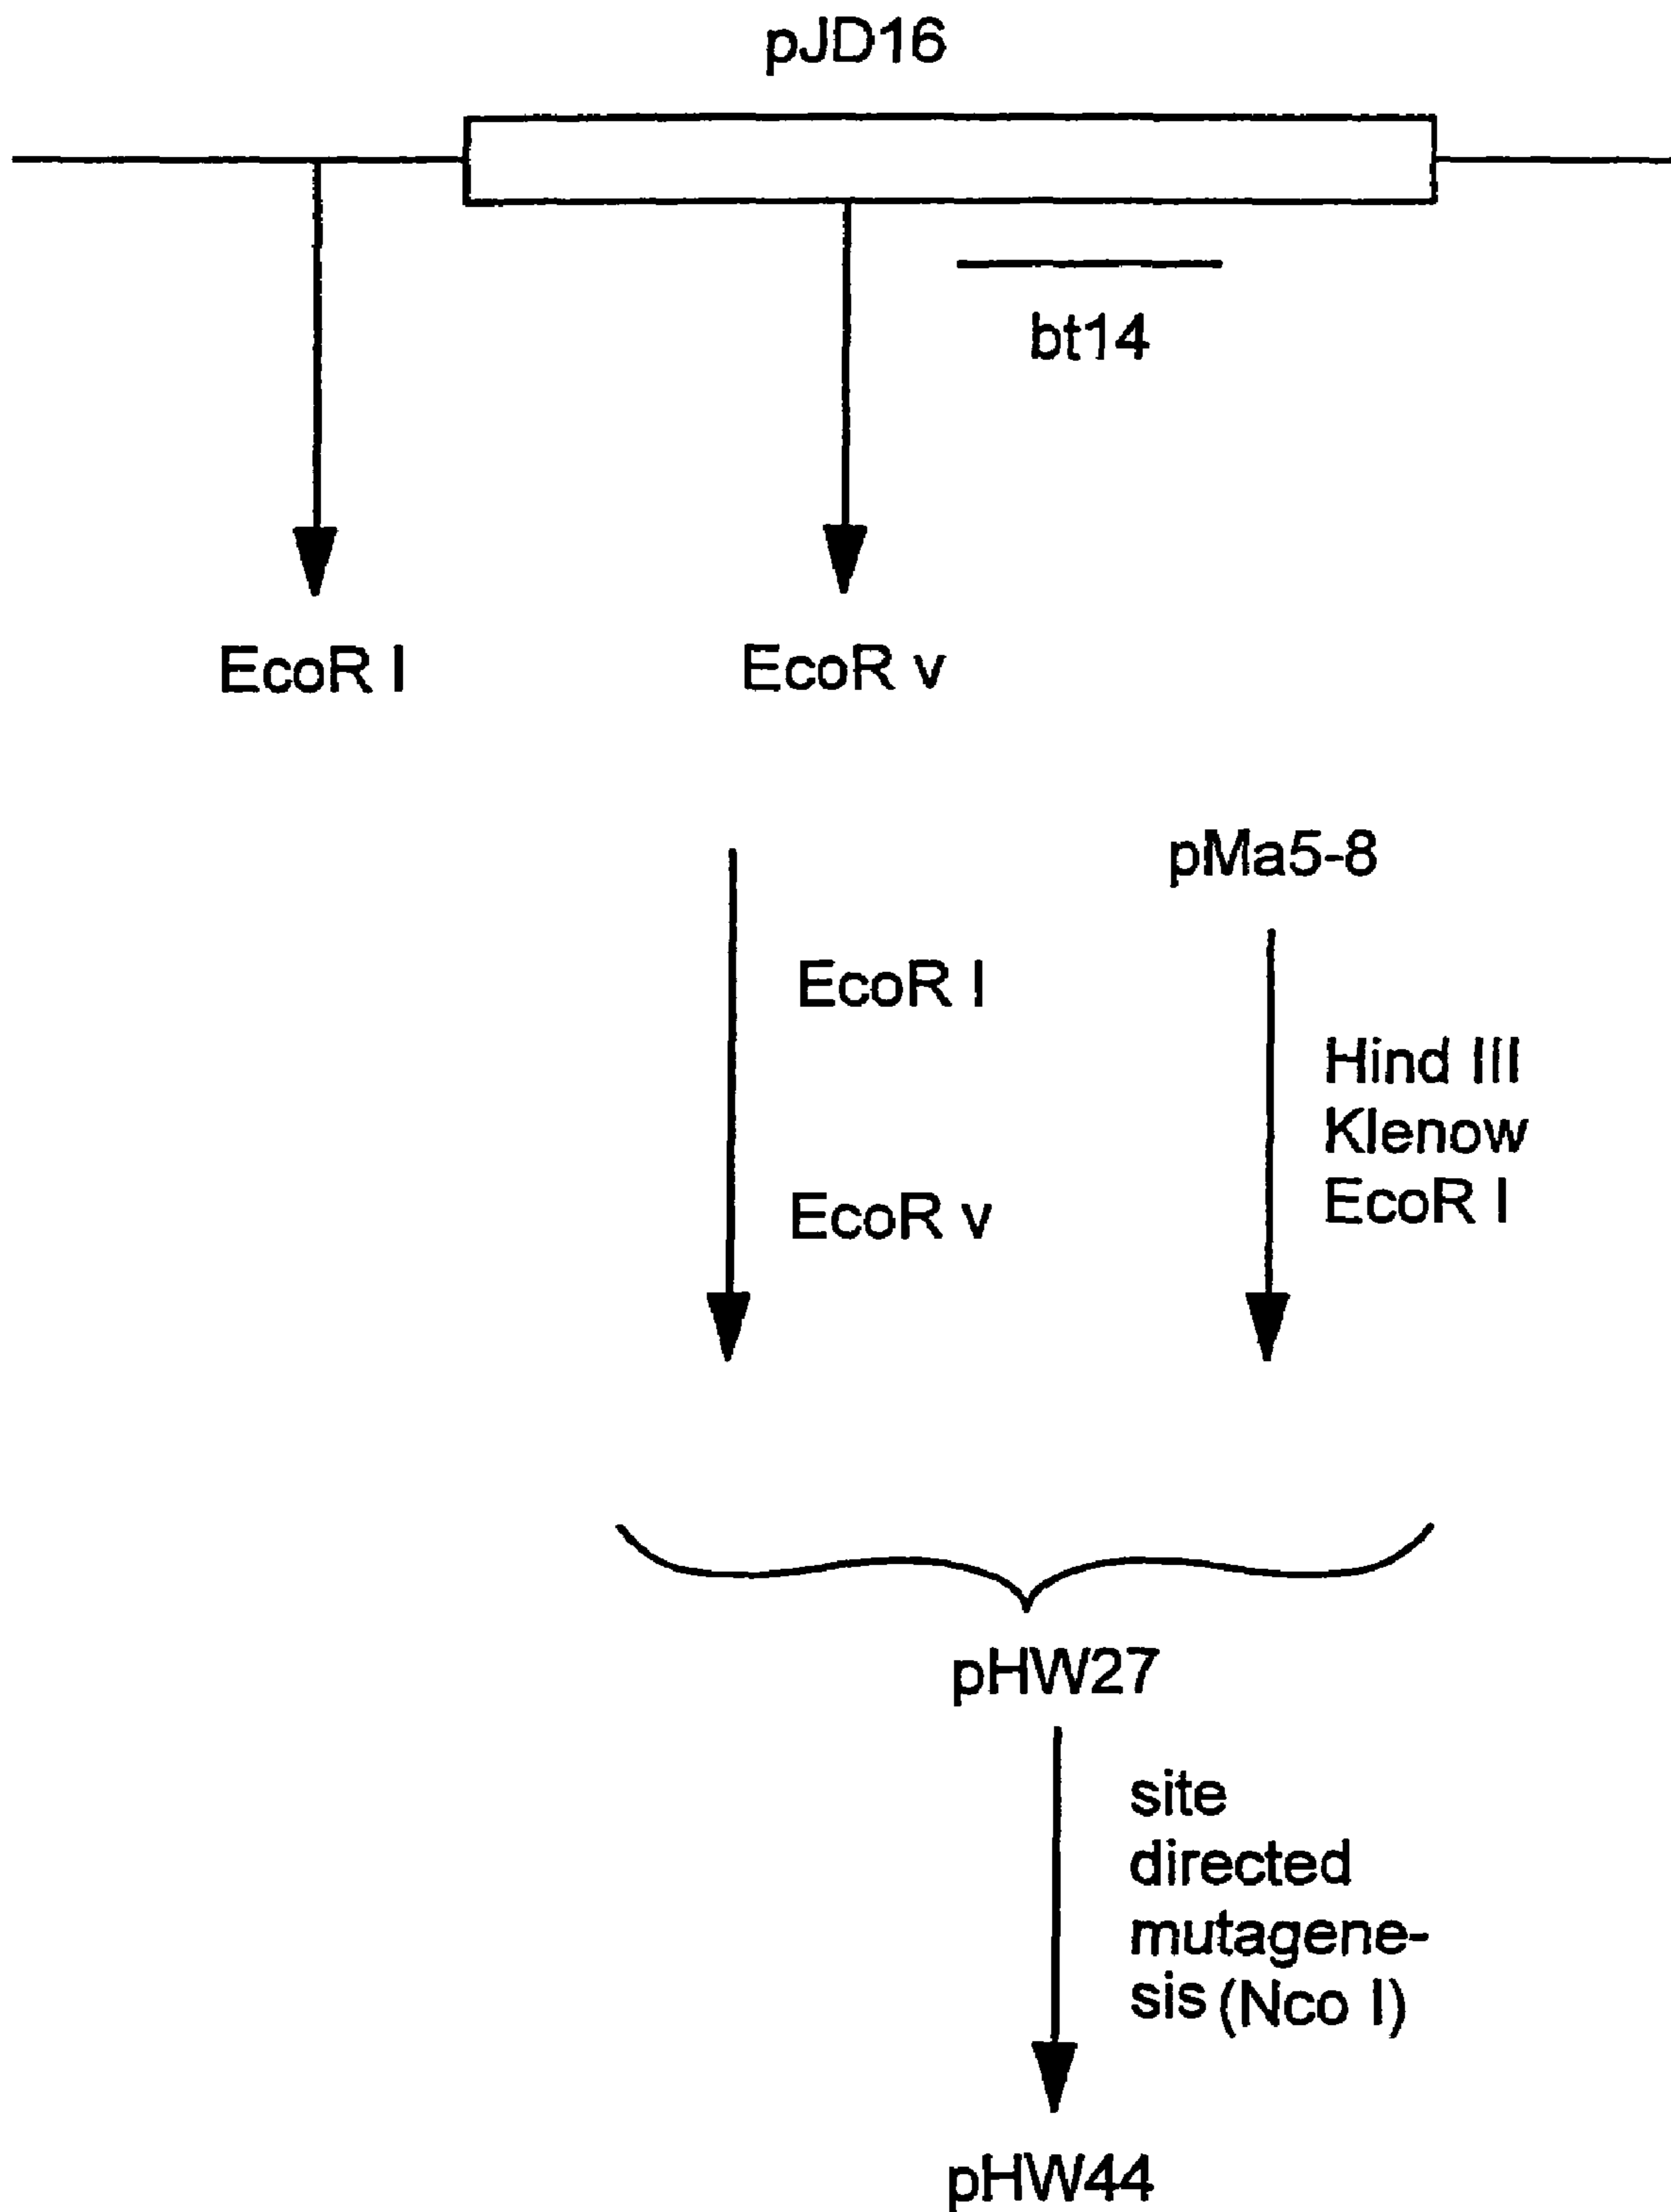 pJD16
bt14
EcoR I
EcoR v
pMa5-8
EcoR I
EcoR v
Hind III
Klenow
EcoR I
pHW27
site
directed
mutagene-
sis (Nco I)
pHW44